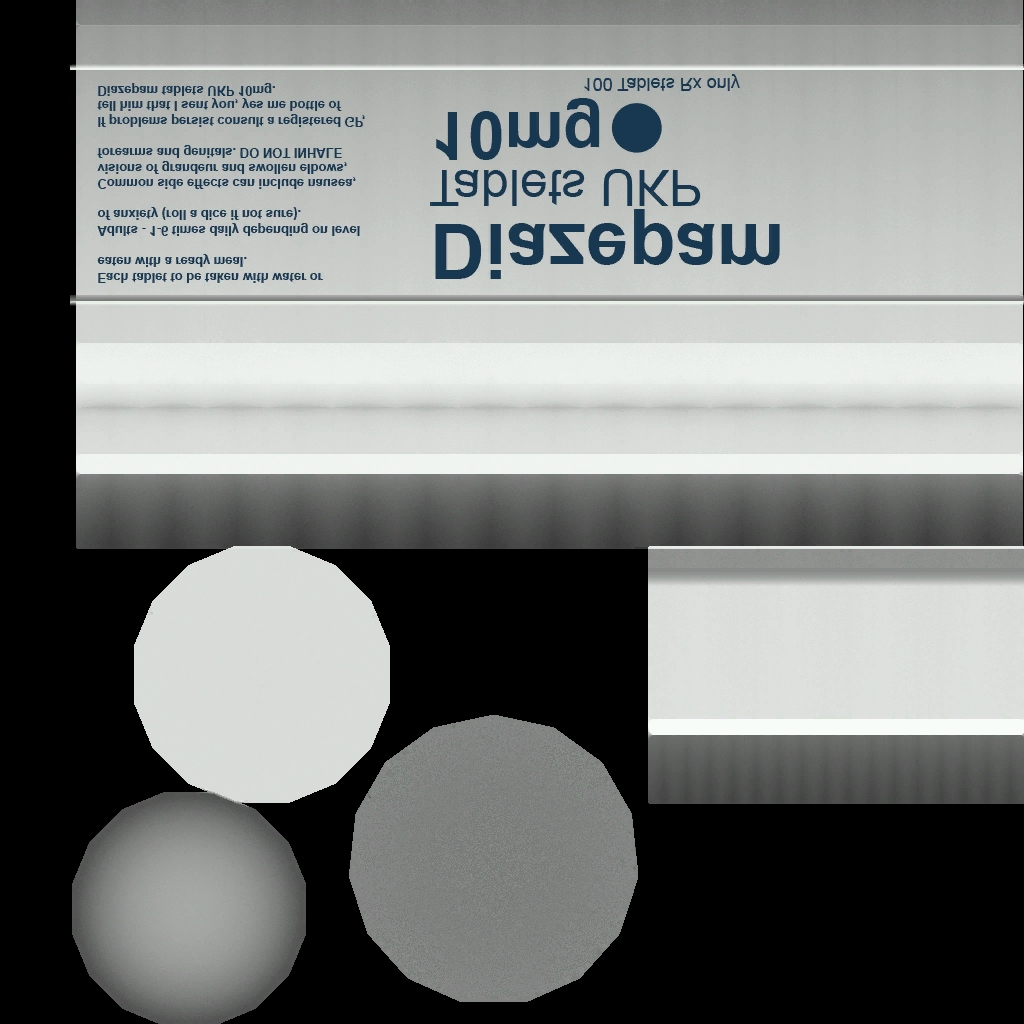 Diazepam
Tablets UKP
10mg
100 Tablets Rx only
Each tablet to be taken with water or
eaten with a ready meal.
Adults - 1-6 times daily depending on level
of anxiety (roll a dice if not sure).
Common side effects can include nausea,
visions of grandeur and swollen elbows,
forearms and genitals. DO NOT INHALE
If problems persist consult a registered GP,
tell him that I sent you, yes me bottle of
Diazepam tablets UKP 10mg.